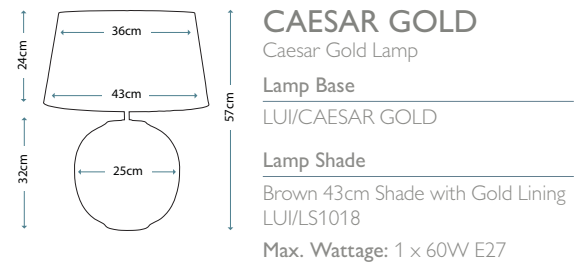 36cm
24cm
43cm
57cm
32cm
25cm
CAESAR GOLD
Caesar Gold Lamp
Lamp Base
LUI/CAESAR GOLD
Lamp Shade
Brown 43cm Shade with Gold Lining
LUI/LS1018
Max. Wattage: 1 x 60W E27